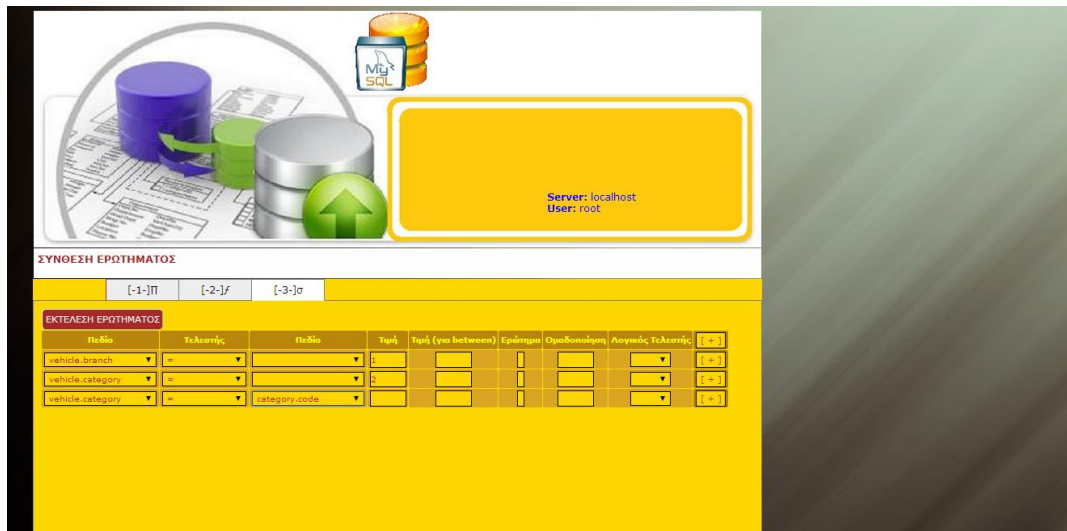 My
SQL
Server: localhost
User: root
ΣΥΝΘΕΣΗ ΕΡΩΤΗΜΑΤΟΣ
[-1-]Π [-2-]ƒ [-3-]σ
ΕΚΤΕΛΕΣΗ ΕΡΩΤΗΜΑΤΟΣ
Πεδίο Τελεστής Πεδίο Τιμή Τιμή (για between) Ερώτημα Ομαδοποίηση Λογικός Τελεστής [ + ]
vehicle.branch = 1 [ + ]
vehicle.category = 2 [ + ]
vehicle.category = category.code [ + ]